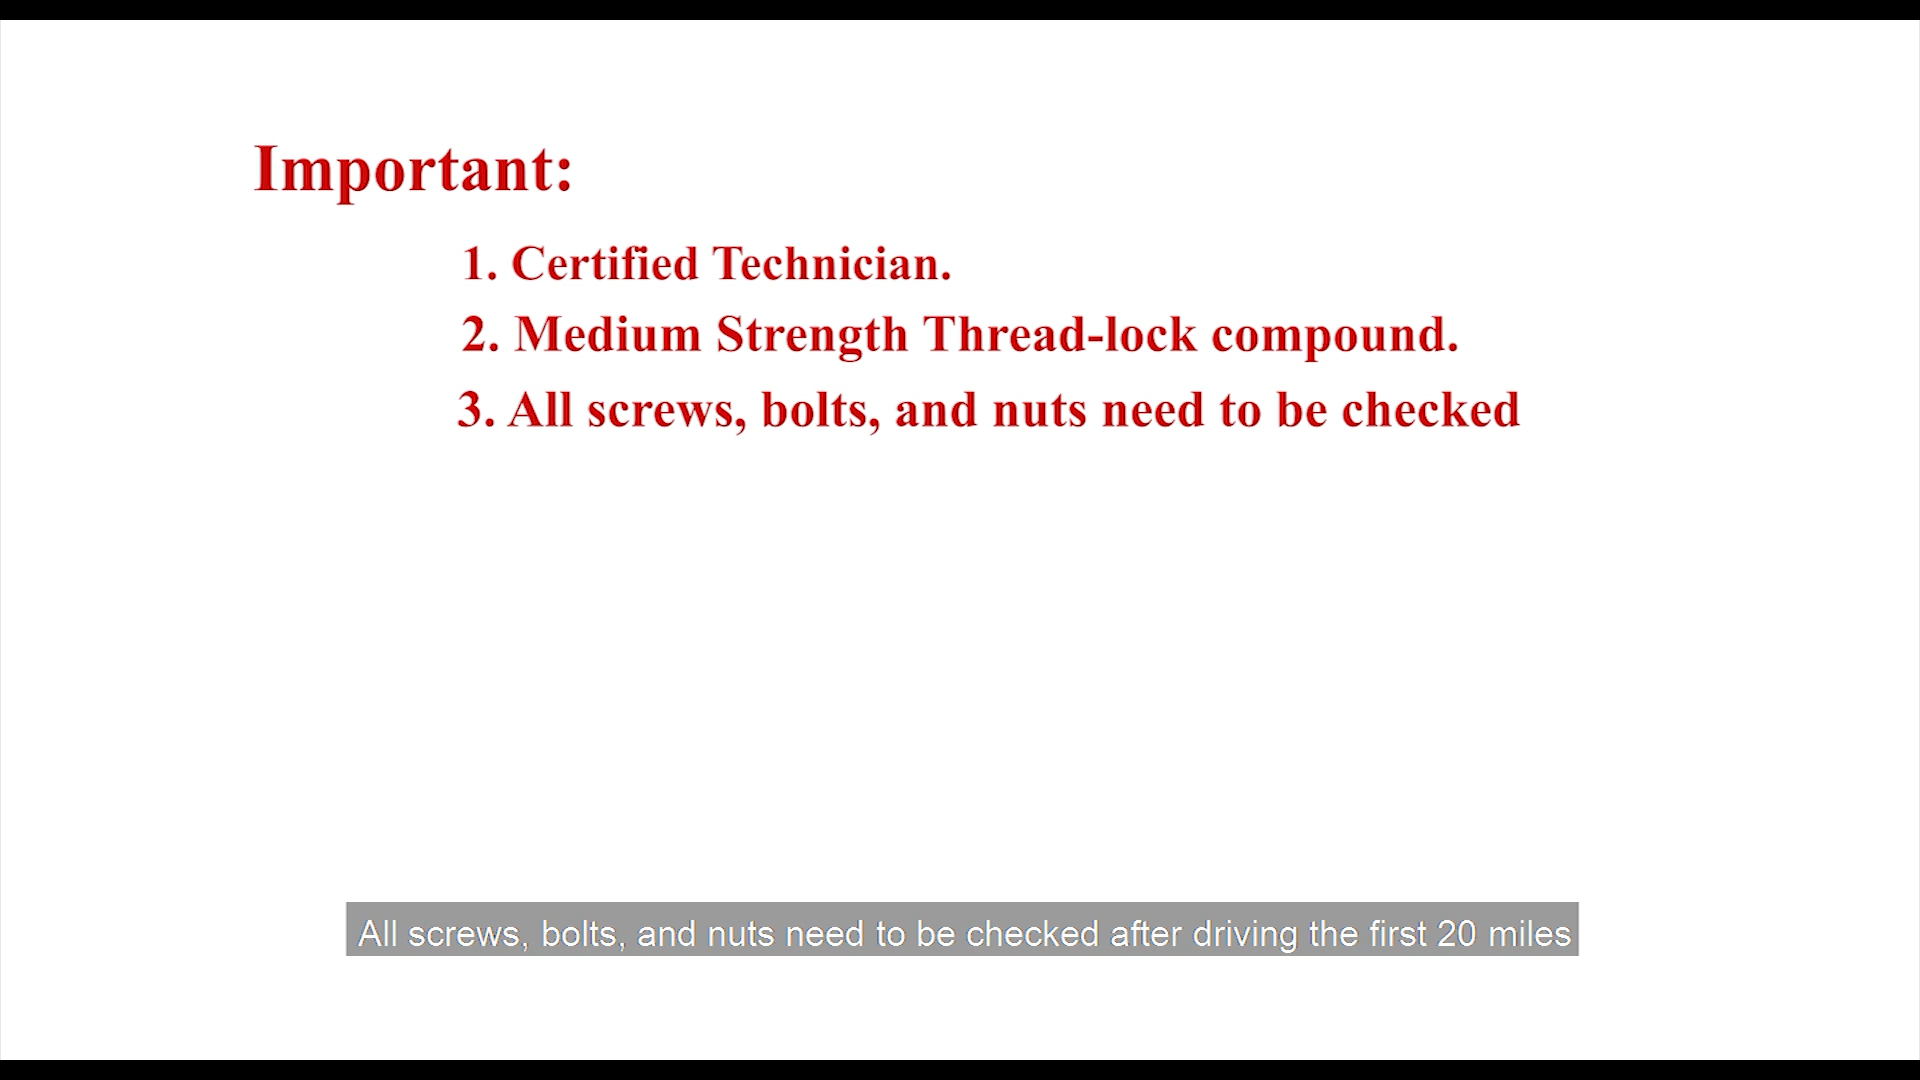 Important:
1. Certified Technician.
2. Medium Strength Thread-lock compound.
3. All screws, bolts, and nuts need to be checked
All screws, bolts, and nuts need to be checked after driving the first 20 miles